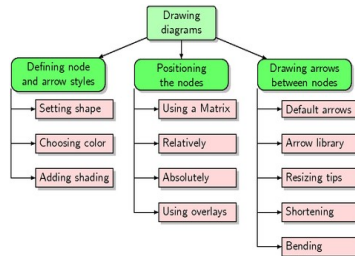 Drawing
diagrams
Defining node
and arrow styles
Setting shape
Choosing color
Adding shading
Positioning
the nodes
Using a Matrix
Relatively
Absolutely
Using overlays
Drawing arrows
between nodes
Default arrows
Arrow library
Resizing tips
Shortening
Bending